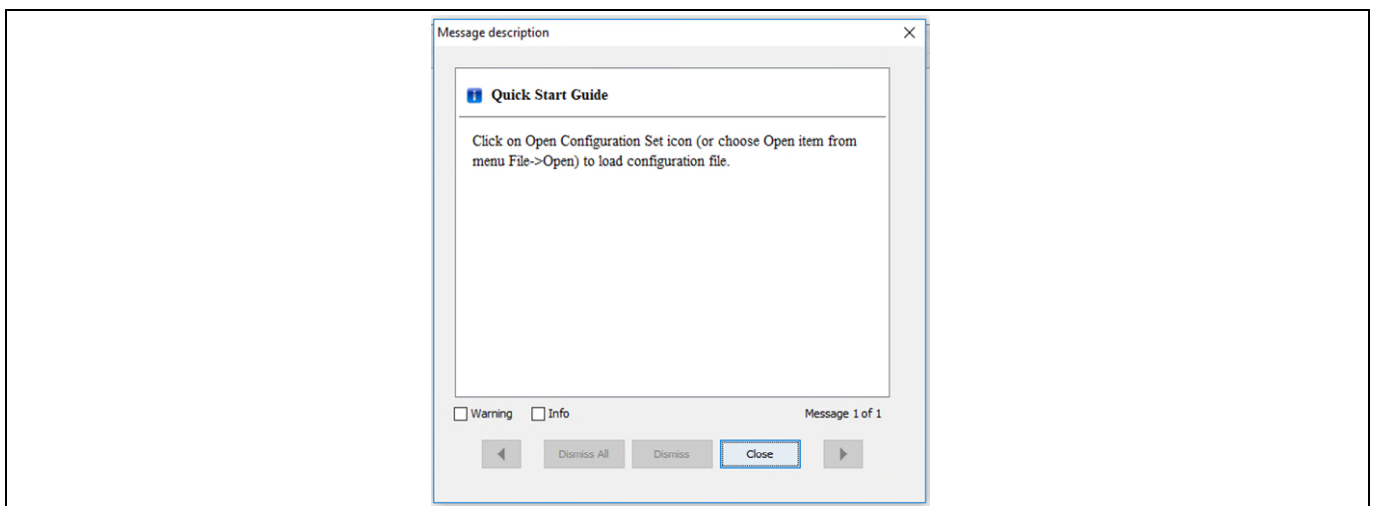 Message description
Quick Start Guide
Click on Open Configuration Set icon (or choose Open item from
menu File->Open) to load configuration file.
Warning Info Message 1 of 1
Dismiss All Dismiss Close